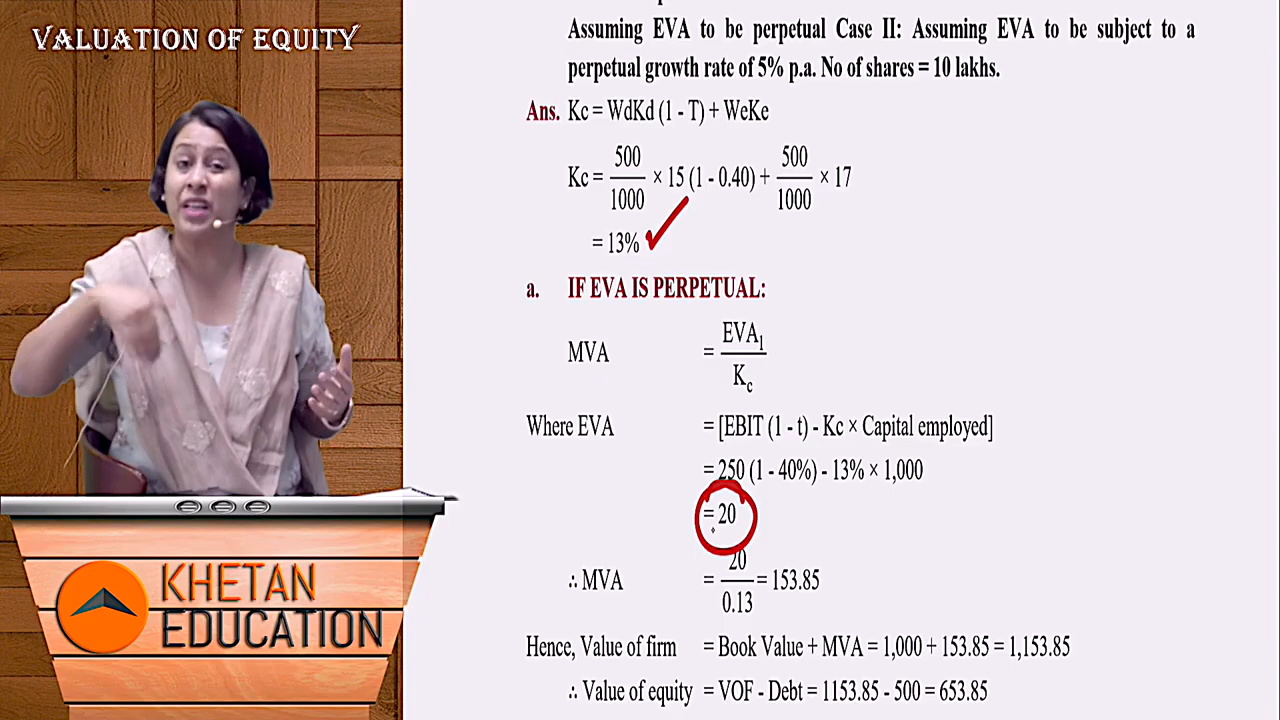 VALUATION OF EQUITY
Assuming EVA to be perpetual Case II: Assuming EVA to be subject to a
perpetual growth rate of 5% p.a. No of shares = 10 lakhs.
Ans. Kc = WdKd (1 - T) + WeKe
Kc = 500/1000 × 15 (1 - 0.40) + 500/1000 × 17
= 13%
a. IF EVA IS PERPETUAL:
MVA = EVA₁/K꜀
Where EVA = [EBIT (1 - t) - Kc × Capital employed]
= 250 (1 - 40%) - 13% × 1,000
= 20
∴ MVA = 20/0.13 = 153.85
Hence, Value of firm = Book Value + MVA = 1,000 + 153.85 = 1,153.85
∴ Value of equity = VOF - Debt = 1153.85 - 500 = 653.85
KHETAN
EDUCATION